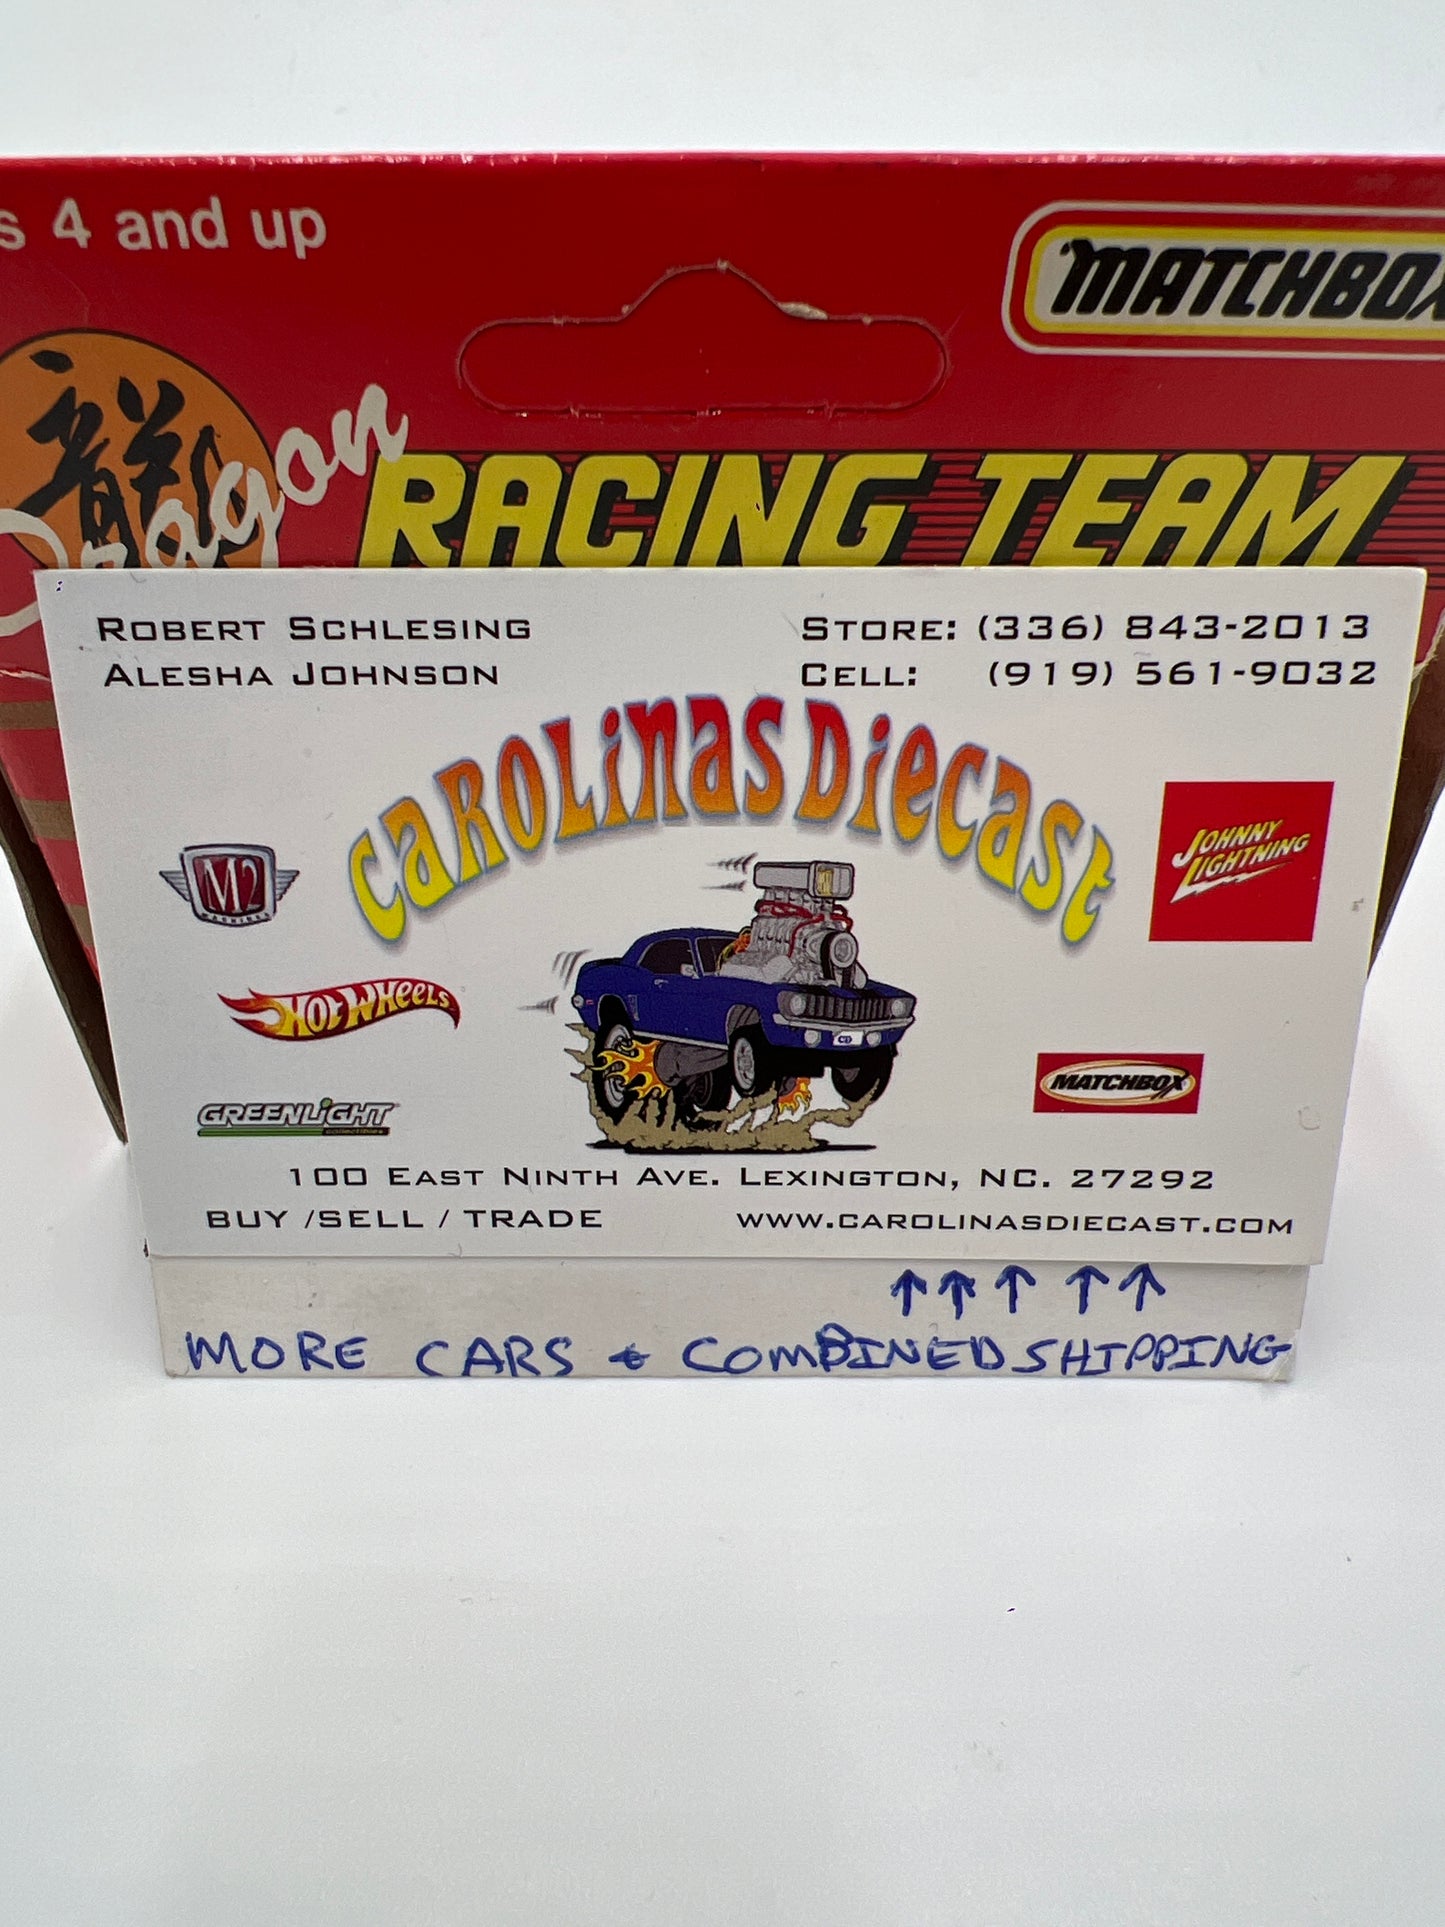 s 4 and up
MATCHBOX
Dragon
RACING TEAM
ROBERT SCHLESING
ALESHA JOHNSON
STORE: (336) 843-2013
CELL: (919) 561-9032
CAROLINAS DIECAST
M2
MACHINES
JOHNNY
LIGHTNING
HOT WHEELS
MATCHBOX
GREENLIGHT
collectibles
100 EAST NINTH AVE. LEXINGTON, NC. 27292
BUY /SELL / TRADE
WWW.CAROLINASDIECAST.COM
↑↑↑↑↑
MORE CARS & COMBINED SHIPPING